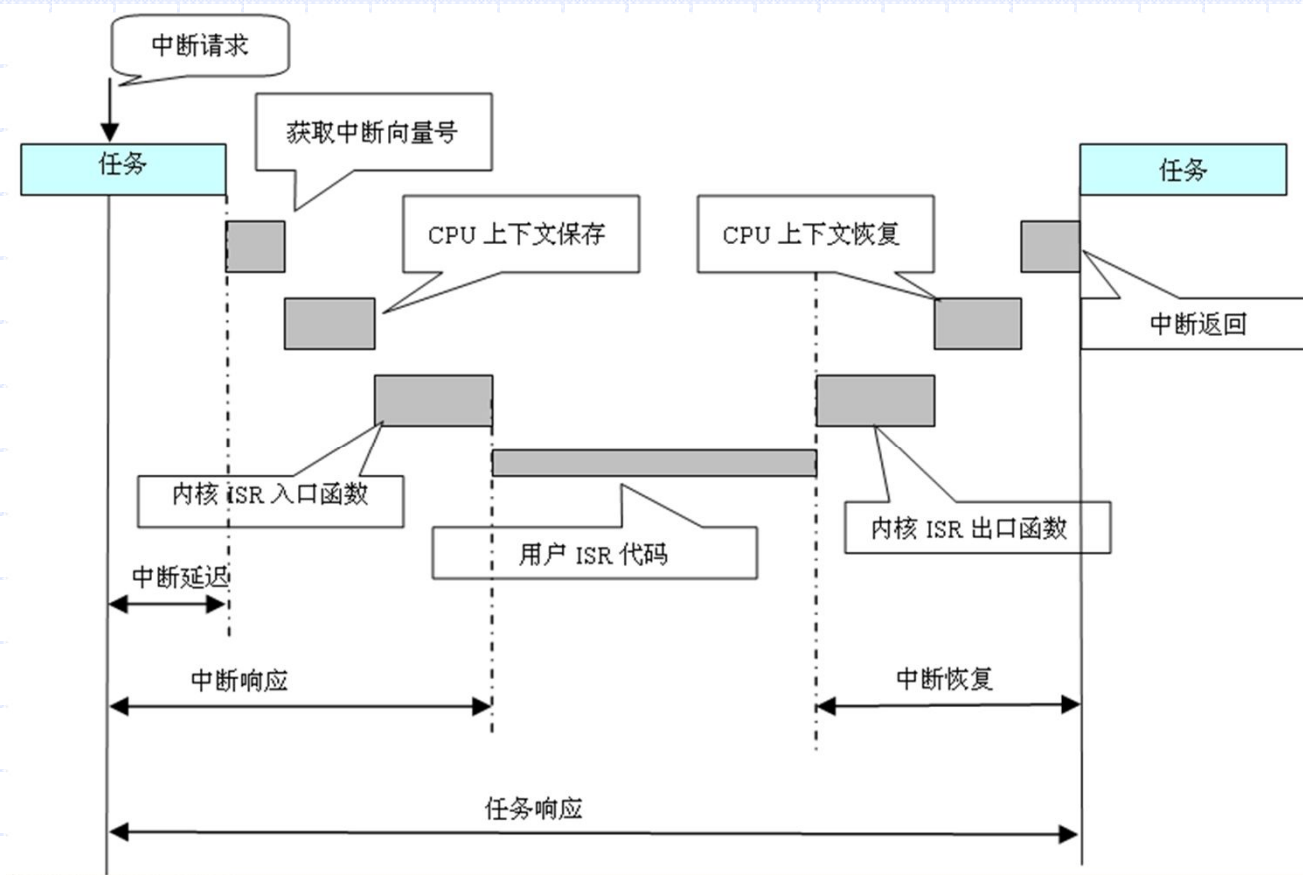 中断请求
获取中断向量号
任务
任务
CPU 上下文保存
CPU 上下文恢复
中断返回
内核 ISR 入口函数
用户 ISR 代码
内核 ISR 出口函数
中断延迟
中断响应
中断恢复
任务响应